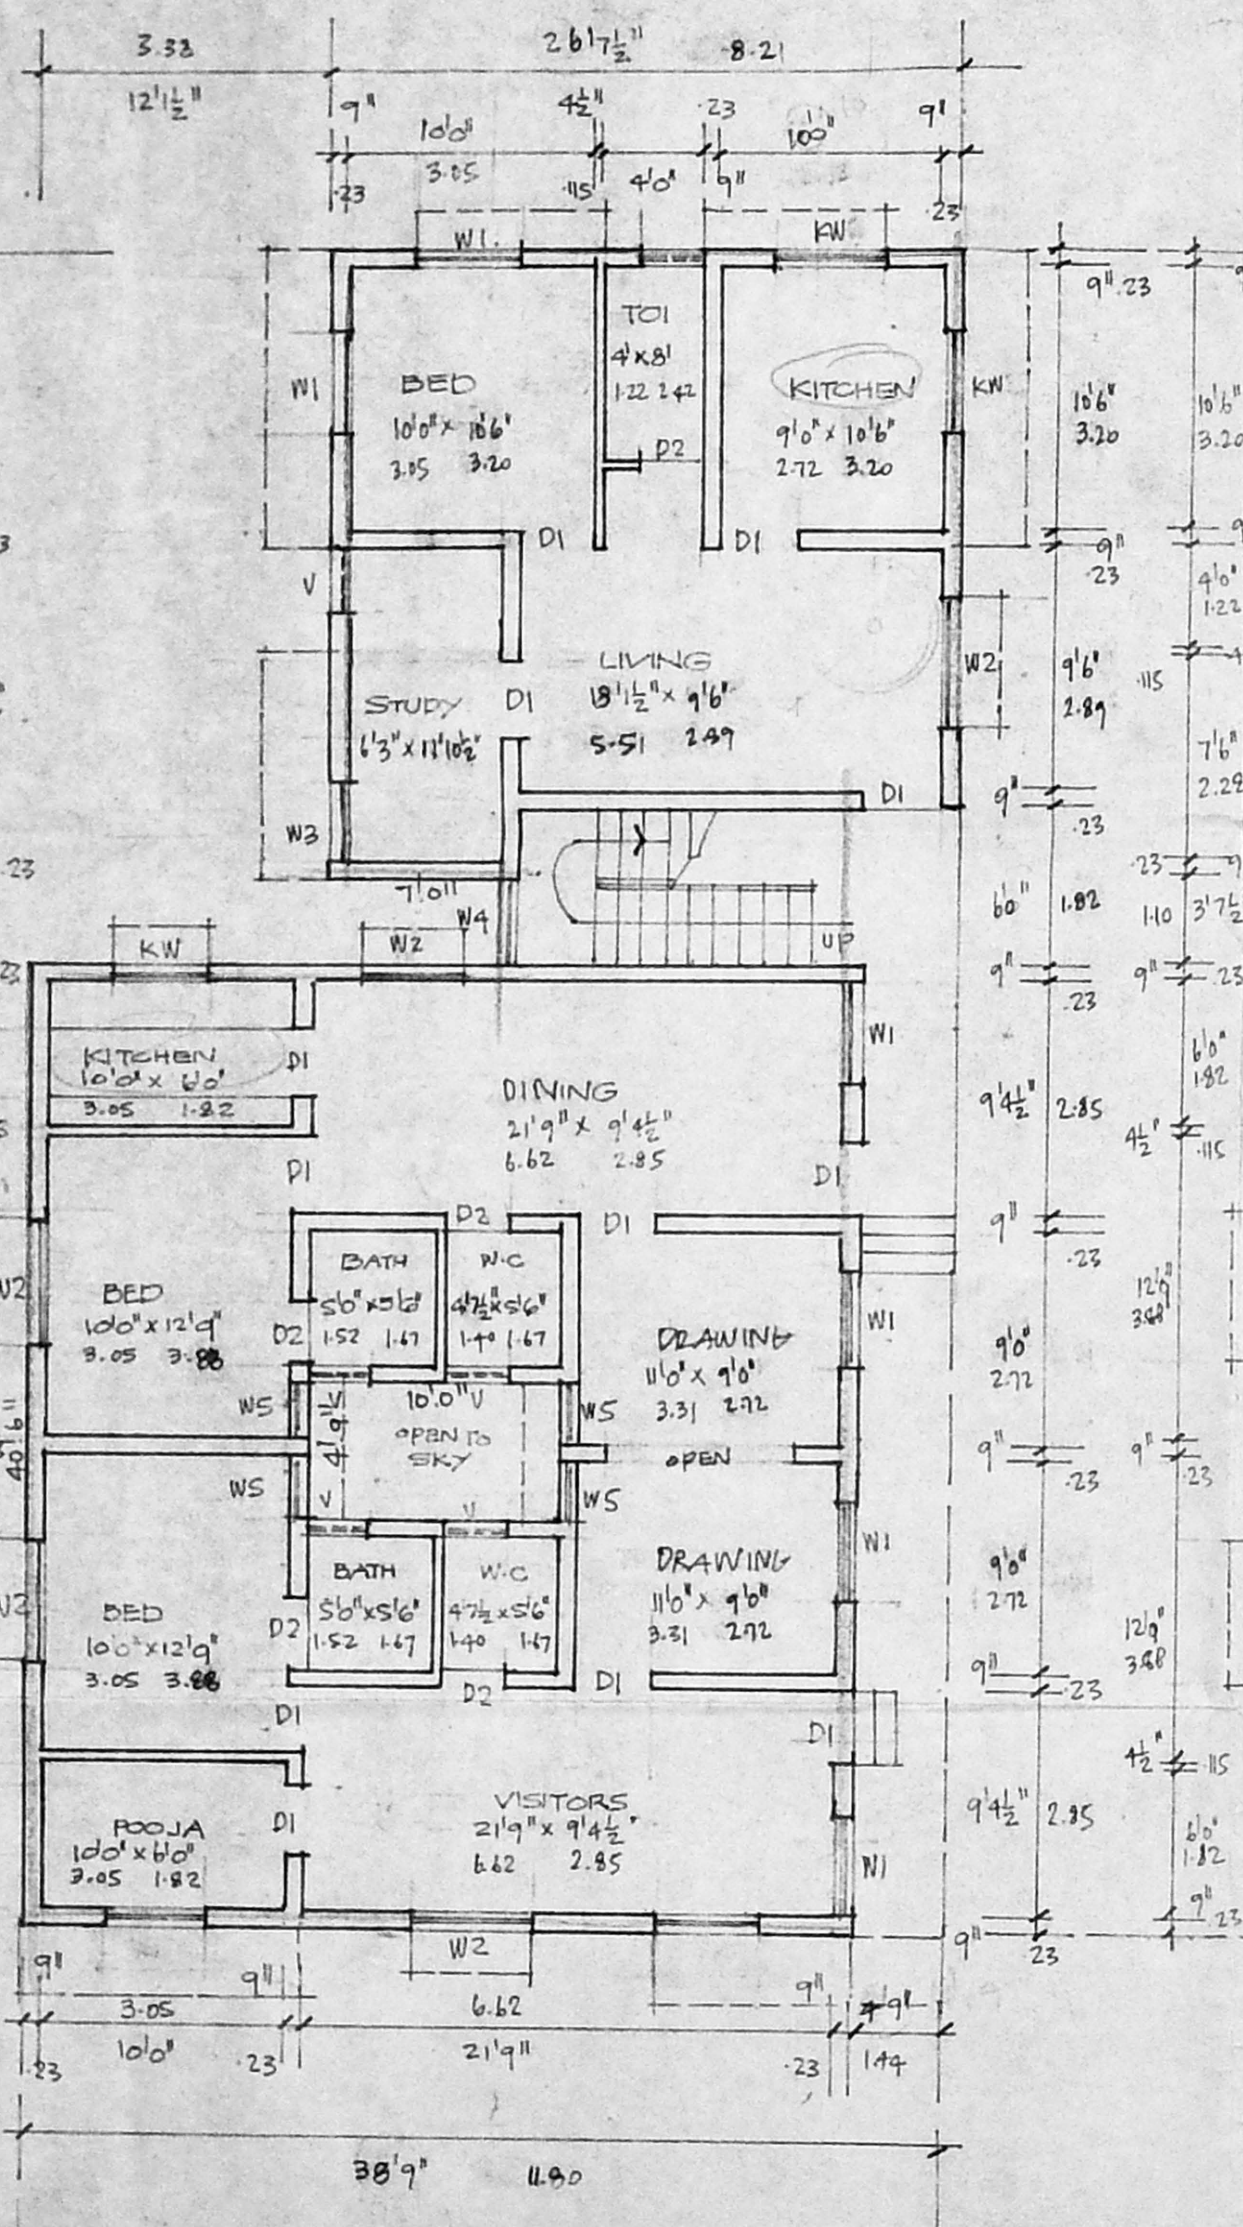 3.38
26'7½" 8.21
12'1½"
9"
4½"
.23
9"
10'0"
10'0"
3.05
.23
.115
4'0"
9"
.23
W1.
KW
9" .23
TOI
4'x8'
1.22 2.42
W1
BED
10'0" x 10'6"
3.05 3.20
KITCHEN
9'0" x 10'6"
2.72 3.20
KW
10'6"
3.20
10'6"
3.20
D2
D1
D1
9"
.23
V
4'0"
1.22
LIVING
18'1½" x 9'6"
5.51 2.89
W2
9'6"
2.89
.115
STUDY
6'3" x 11'10½"
D1
7'6"
2.29
D1
9"
.23
W3
.23
.23
7'0"
W4
UP
6'0" 1.82
1.10 3'7½
KW
W2
23
9"
.23
9"
.23
W1
KITCHEN
10'0" x 6'0"
3.05 1.82
D1
DINING
21'9" x 9'4½"
6.62 2.85
9'4½" 2.85
6'0"
1.82
4½"
.115
D1
D1
D2
D1
9"
.23
BATH
5'0" x 5'6"
1.52 1.67
W.C
4'7½ x 5'6"
1.40 1.67
BED
10'0" x 12'9"
3.05 3.88
D2
DRAWING
11'0" x 9'0"
3.31 2.72
W1
9'0"
2.72
12'9"
3.88
W5
10'0"
V
V
4'9"
OPEN TO
SKY
W5
OPEN
9"
.23
9"
.23
40'6"
W5
V
V
W5
BATH
5'0" x 5'6"
1.52 1.67
W.C
4'7½ x 5'6"
1.40 1.67
DRAWING
11'0" x 9'0"
3.31 2.72
W1
9'0"
2.72
BED
10'0" x 12'9"
3.05 3.88
D2
12'9"
3.88
D2
D1
9"
.23
D1
D1
4½"
.115
POOJA
10'0" x 6'0"
3.05 1.82
D1
VISITORS
21'9" x 9'4½"
6.62 2.85
W1
9'4½" 2.85
6'0"
1.82
W2
9"
.23
9"
23
9"
9"
9"
4'9"
3.05
6.62
10'0"
21'9"
.23
.23
.23
1.44
38'9" 11.80